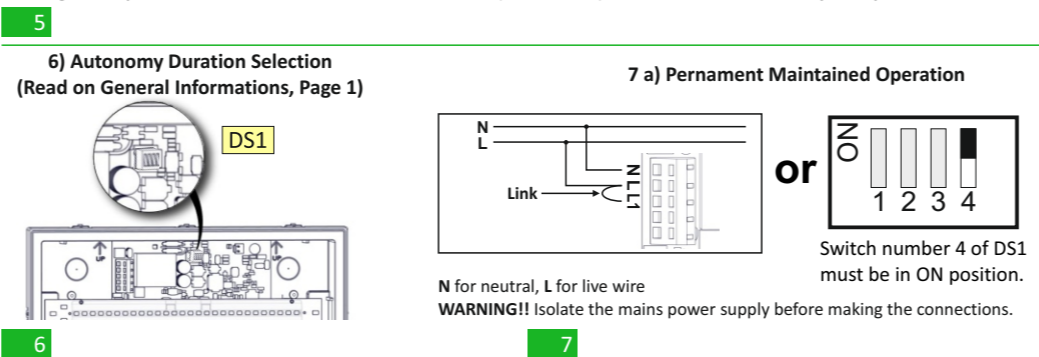 5
6) Autonomy Duration Selection
(Read on General Informations, Page 1)
DS1
UP
UP
6
7 a) Pernament Maintained Operation
N
L
N L L1
Link
or
ON
1 2 3 4
Switch number 4 of DS1
must be in ON position.
N for neutral, L for live wire
WARNING!! Isolate the mains power supply before making the connections.
7